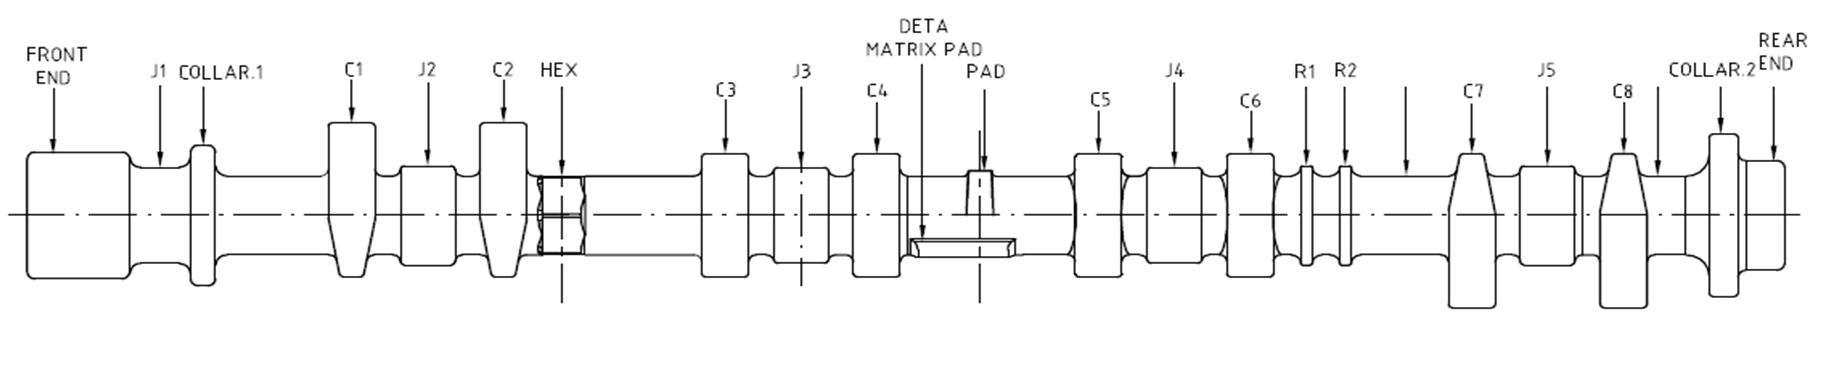 FRONT
END
J1
COLLAR.1
C1
J2
C2
HEX
C3
J3
C4
DETA
MATRIX PAD
PAD
C5
J4
C6
R1
R2
C7
J5
C8
COLLAR.2
REAR
END